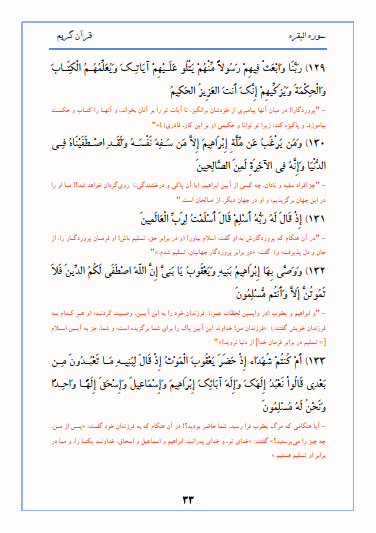 سوره البقره
قرآن کریم
۱۲۹) رَبَّنَا وَابْعَثْ فِيهِمْ رَسُولاً مِّنْهُمْ يَتْلُو عَلَيْهِمْ آيَاتِكَ وَيُعَلِّمُهُمُ الْكِتَابَ
وَالْحِكْمَةَ وَيُزَكِّيهِمْ إِنَّكَ أَنتَ العَزِيزُ الحَكِيمُ
– "پروردگارا! در میان آنها پیامبری از خودشان برانگیز، تا آیات تو را بر آنان بخواند، و آنها را کتاب و حکمت
بیاموزد، و پاکیزه کند؛ زیرا تو توانا و حکیمی (و بر این کار، قادری) !»"
۱۳۰) وَمَن يَرْغَبُ عَن مِّلَّةِ إِبْرَاهِيمَ إِلاَّ مَن سَفِهَ نَفْسَهُ وَلَقَدِ اصْطَفَيْنَاهُ فِي
الدُّنْيَا وَإِنَّهُ فِي الآخِرَةِ لَمِنَ الصَّالِحِينَ
– "جز افراد سفیه و نادان، چه کسی از آیین ابراهیم، (با آن پاکی و درخشندگی،) روی‌گردان خواهد شد؟! ما او را
در این جهان برگزیدیم؛ و او در جهان دیگر، از صالحان است."
۱۳۱) إِذْ قَالَ لَهُ رَبُّهُ أَسْلِمْ قَالَ أَسْلَمْتُ لِرَبِّ الْعَالَمِينَ
– "در آن هنگام که پروردگارش به او گفت: اسلام بیاور! (و در برابر حق، تسلیم باش! او فرمان پروردگار را، از
جان و دل پذیرفت؛ و) گفت: «در برابر پروردگار جهانیان، تسلیم شدم.»"
۱۳۲) وَوَصَّى بِهَا إِبْرَاهِيمُ بَنِيهِ وَيَعْقُوبُ يَا بَنِيَّ إِنَّ اللَّهَ اصْطَفَى لَكُمُ الدِّينَ فَلاَ
تَمُوتُنَّ إَلاَّ وَأَنتُم مُّسْلِمُونَ
– "و ابراهیم و یعقوب (در واپسین لحظات عمر،) فرزندان خود را به این آیین، وصیت کردند؛ (و هر کدام به
فرزندان خویش گفتند:) «فرزندان من! خداوند این آیین پاک را برای شما برگزیده است؛ و شما، جز به آیین اسلام
[= تسلیم در برابر فرمان خدا] از دنیا نروید!»"
۱۳۳) أَمْ كُنتُمْ شُهَدَاء إِذْ حَضَرَ يَعْقُوبَ الْمَوْتُ إِذْ قَالَ لِبَنِيهِ مَا تَعْبُدُونَ مِن
بَعْدِي قَالُواْ نَعْبُدُ إِلَهَكَ وَإِلَهَ آبَائِكَ إِبْرَاهِيمَ وَإِسْمَاعِيلَ وَإِسْحَقَ إِلَهًا وَاحِدًا
وَنَحْنُ لَهُ مُسْلِمُونَ
– آیا هنگامی که مرگ یعقوب فرا رسید، شما حاضر بودید؟! در آن هنگام که به فرزندان خود گفت: «پس از من،
چه چیز را می‌پرستید؟» گفتند: «خدای تو، و خدای پدرانت، ابراهیم و اسماعیل و اسحاق، خداوند یکتا را، و ما در
برابر او تسلیم هستیم.»
۳۳